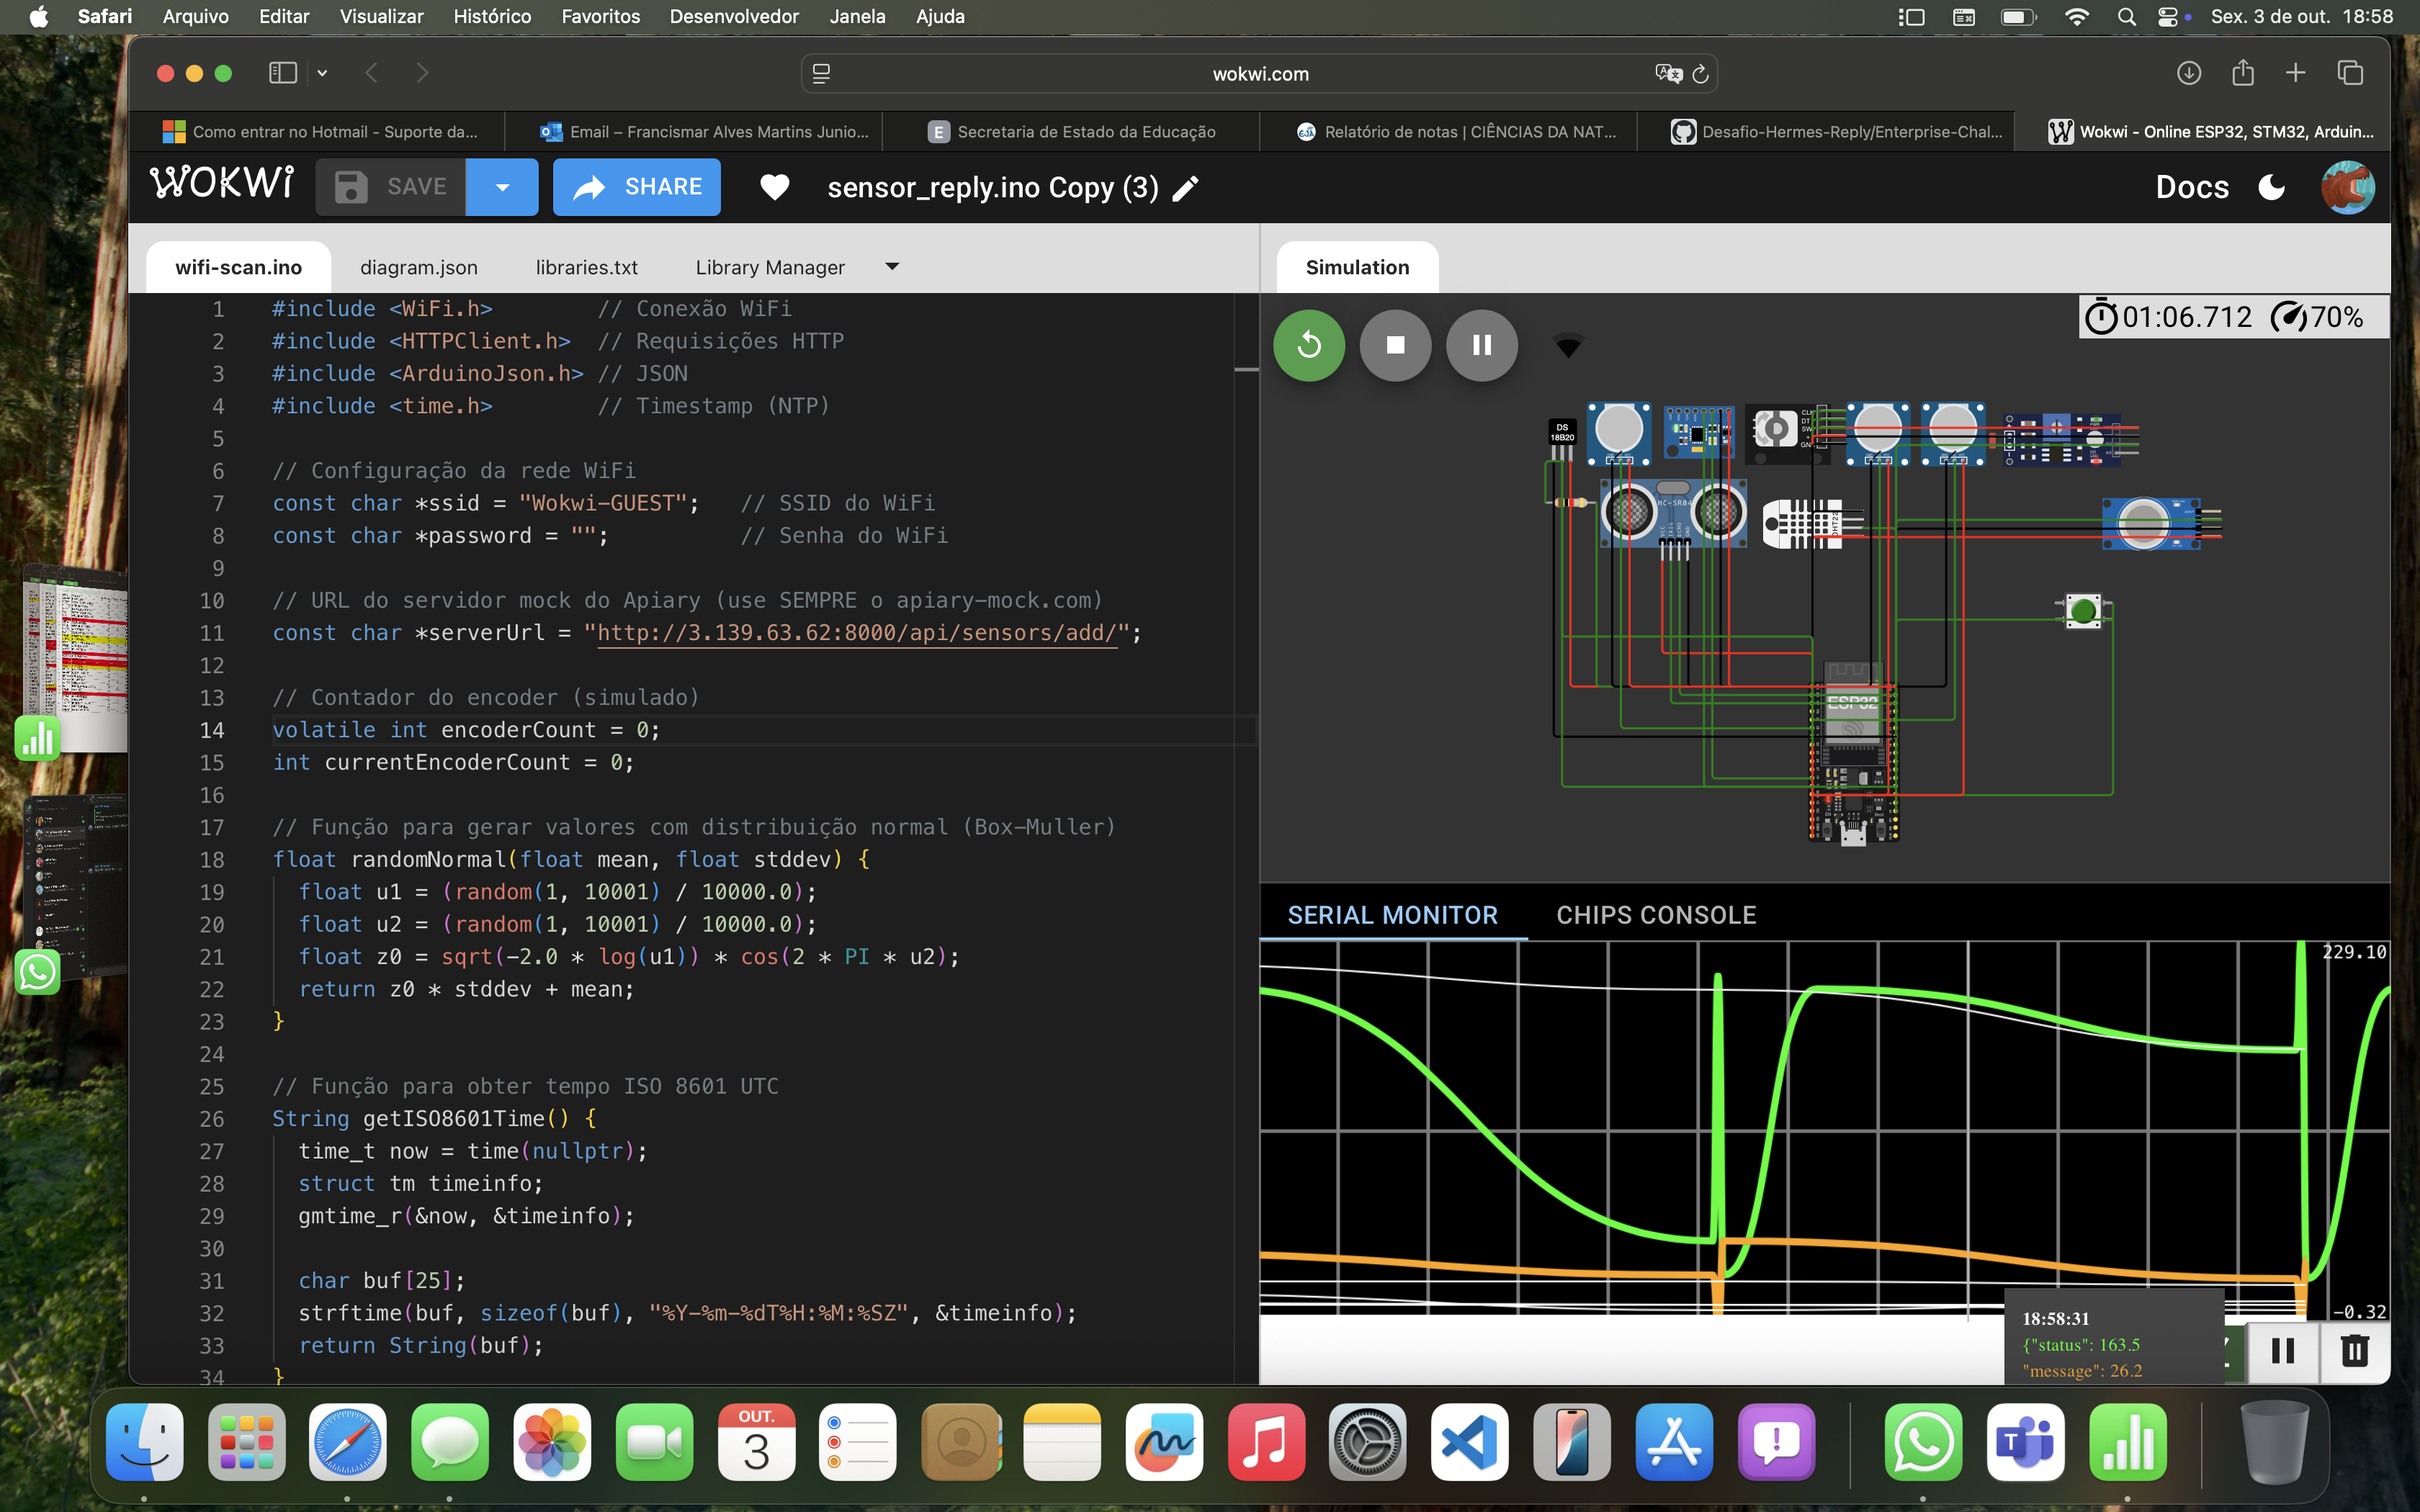 Safari Arquivo Editar Visualizar Histórico Favoritos Desenvolvedor Janela Ajuda
Sex. 3 de out. 18:58
wokwi.com
Como entrar no Hotmail - Suporte da...
Email – Francismar Alves Martins Junio...
E Secretaria de Estado da Educação
EJA Relatório de notas | CIÊNCIAS DA NAT...
Desafio-Hermes-Reply/Enterprise-Chal...
Wokwi - Online ESP32, STM32, Arduin...
WOKWi
SAVE
SHARE
sensor_reply.ino Copy (3)
Docs
wifi-scan.ino
diagram.json
libraries.txt
Library Manager
1 #include <WiFi.h> // Conexão WiFi
2 #include <HTTPClient.h> // Requisições HTTP
3 #include <ArduinoJson.h> // JSON
4 #include <time.h> // Timestamp (NTP)
5
6 // Configuração da rede WiFi
7 const char *ssid = "Wokwi-GUEST"; // SSID do WiFi
8 const char *password = ""; // Senha do WiFi
9
10 // URL do servidor mock do Apiary (use SEMPRE o apiary-mock.com)
11 const char *serverUrl = "http://3.139.63.62:8000/api/sensors/add/";
12
13 // Contador do encoder (simulado)
14 volatile int encoderCount = 0;
15 int currentEncoderCount = 0;
16
17 // Função para gerar valores com distribuição normal (Box-Muller)
18 float randomNormal(float mean, float stddev) {
19 float u1 = (random(1, 10001) / 10000.0);
20 float u2 = (random(1, 10001) / 10000.0);
21 float z0 = sqrt(-2.0 * log(u1)) * cos(2 * PI * u2);
22 return z0 * stddev + mean;
23 }
24
25 // Função para obter tempo ISO 8601 UTC
26 String getISO8601Time() {
27 time_t now = time(nullptr);
28 struct tm timeinfo;
29 gmtime_r(&now, &timeinfo);
30
31 char buf[25];
32 strftime(buf, sizeof(buf), "%Y-%m-%dT%H:%M:%SZ", &timeinfo);
33 return String(buf);
34 }
Simulation
01:06.712 70%
DS
18B20
CLK
DT
SW
+
GND
HC-SR04
DHT22
ESP32
SERIAL MONITOR
CHIPS CONSOLE
229.10
-0.32
18:58:31
{"status": 163.5
"message": 26.2
OUT.
3